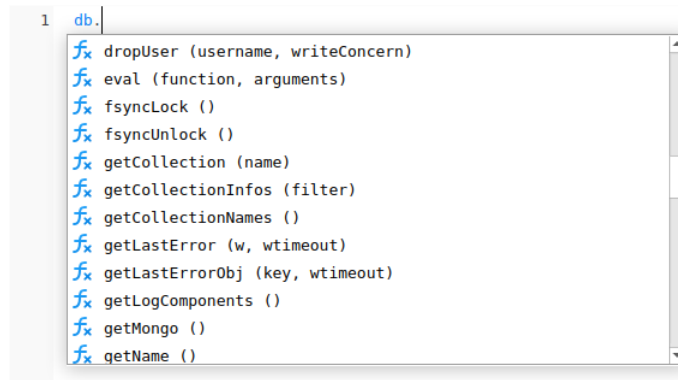 1 db.
dropUser (username, writeConcern)
eval (function, arguments)
fsyncLock ()
fsyncUnlock ()
getCollection (name)
getCollectionInfos (filter)
getCollectionNames ()
getLastError (w, wtimeout)
getLastErrorObj (key, wtimeout)
getLogComponents ()
getMongo ()
getName ()